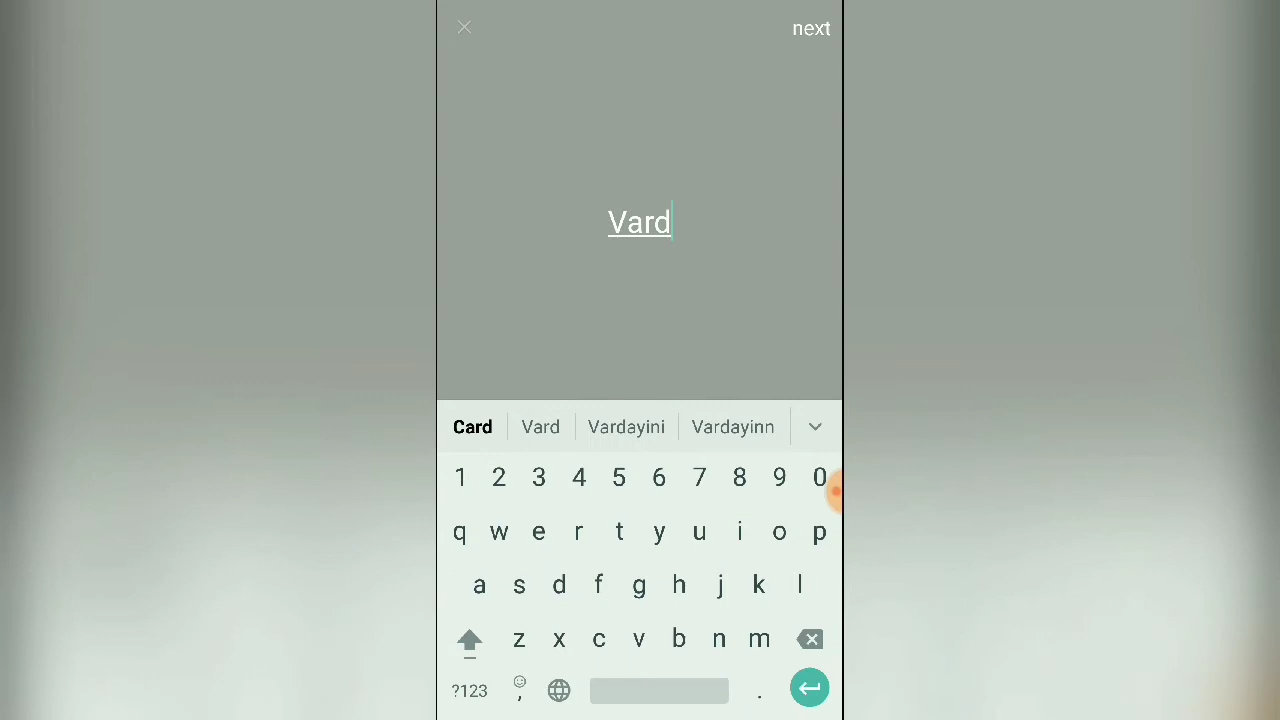 next
Vard
Card Vard Vardayini Vardayinn
1 2 3 4 5 6 7 8 9 0
q w e r t y u i o p
a s d f g h j k l
z x c v b n m
?123 , .